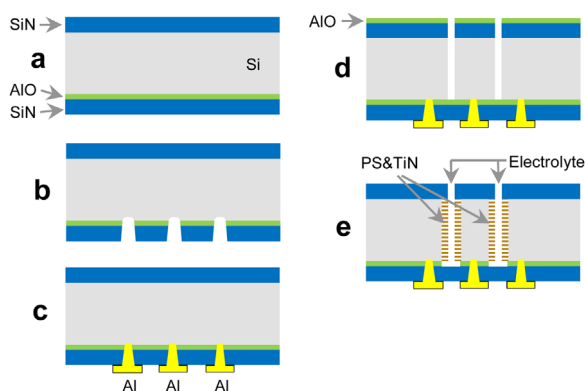 SiN
a
Si
AlO
SiN
b
c
Al Al Al
AlO
d
PS&TiN Electrolyte
e